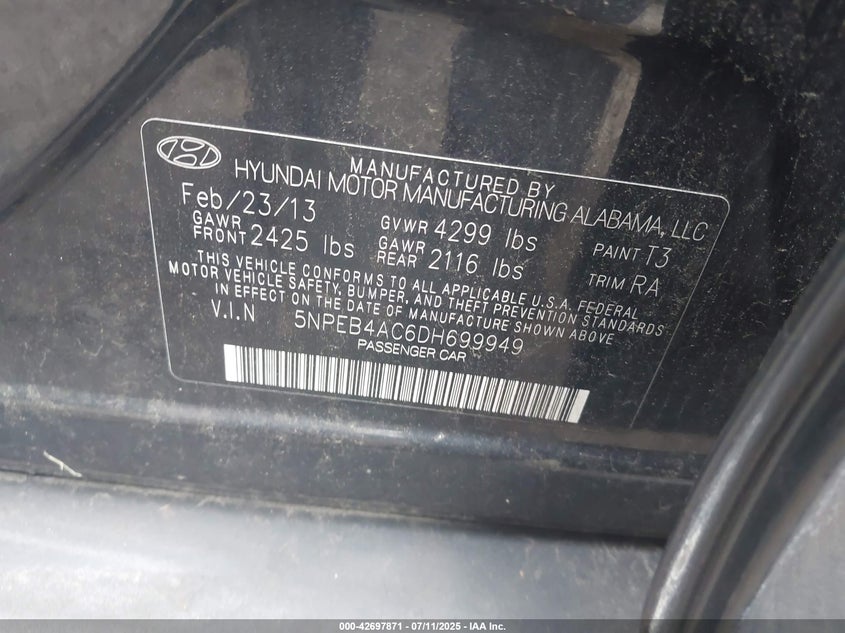 MANUFACTURED BY
HYUNDAI MOTOR MANUFACTURING ALABAMA, LLC
Feb/23/13 GVWR 4299 lbs PAINT T3
GAWR FRONT 2425 lbs GAWR REAR 2116 lbs TRIM RA
THIS VEHICLE CONFORMS TO ALL APPLICABLE U.S.A. FEDERAL
MOTOR VEHICLE SAFETY, BUMPER, AND THEFT PREVENTION STANDARDS
IN EFFECT ON THE DATE OF MANUFACTURE SHOWN ABOVE
V.I.N 5NPEB4AC6DH699949
PASSENGER CAR
000-42697871 / 07/11/2025 - IAA Inc.